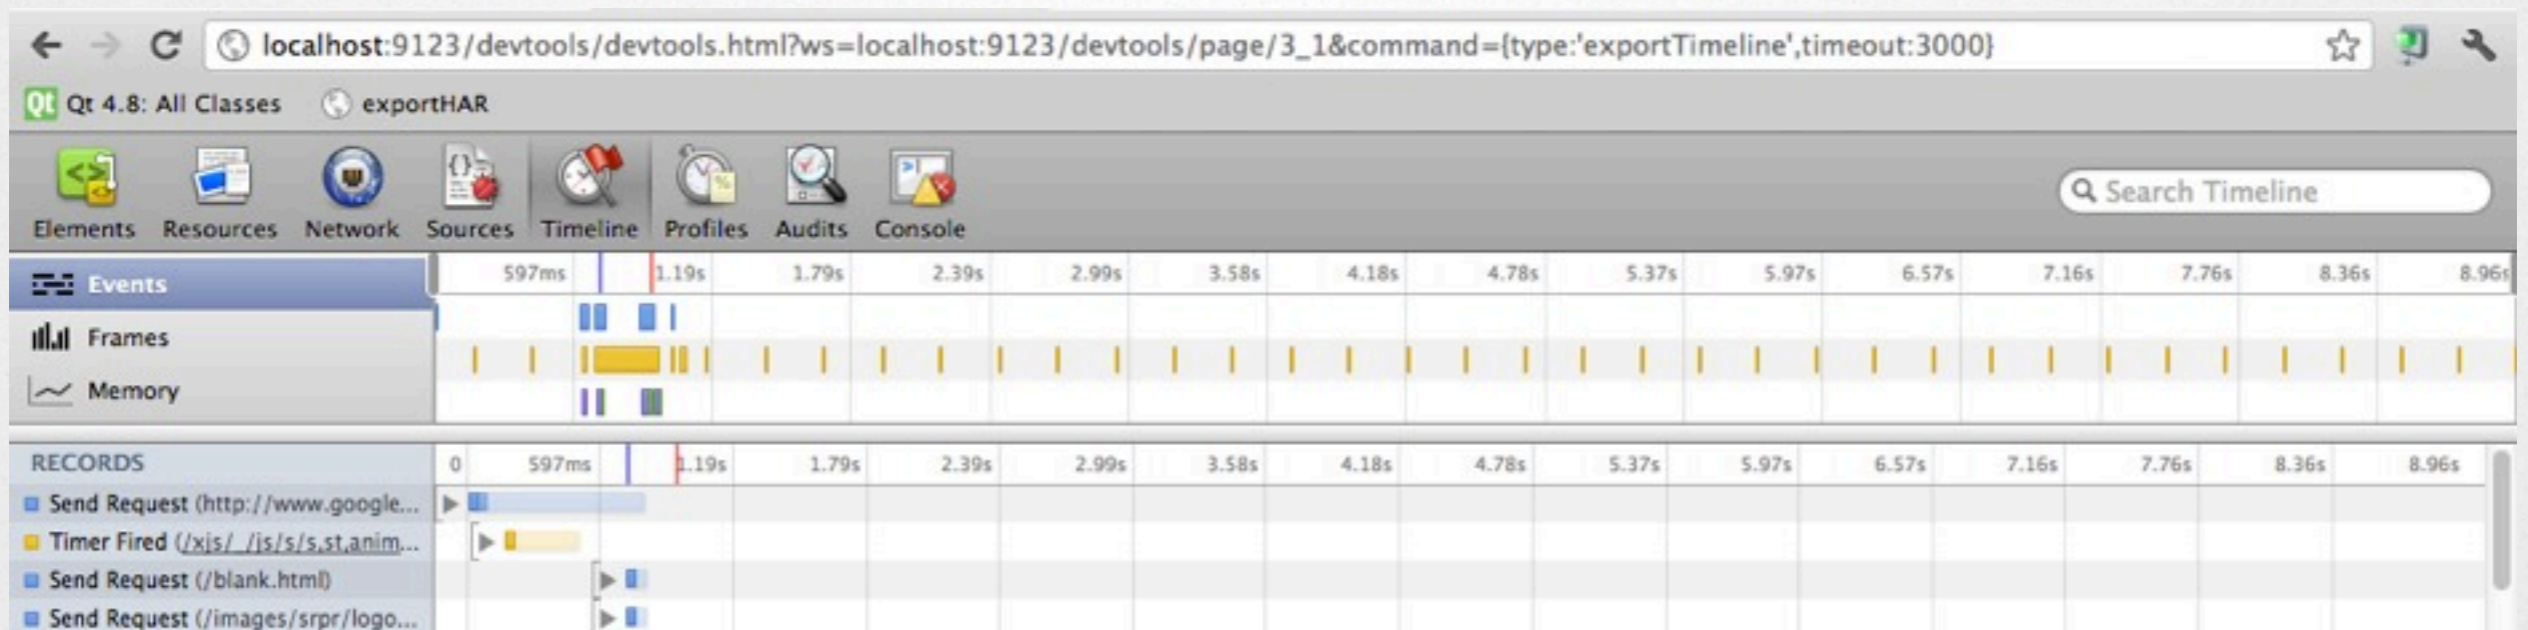 localhost:9123/devtools/devtools.html?ws=localhost:9123/devtools/page/3_1&command={type:'exportTimeline',timeout:3000}
Qt Qt 4.8: All Classes exportHAR
Elements Resources Network Sources Timeline Profiles Audits Console Search Timeline
Events 597ms 1.19s 1.79s 2.39s 2.99s 3.58s 4.18s 4.78s 5.37s 5.97s 6.57s 7.16s 7.76s 8.36s 8.96s
Frames
Memory
RECORDS 0 597ms 1.19s 1.79s 2.39s 2.99s 3.58s 4.18s 4.78s 5.37s 5.97s 6.57s 7.16s 7.76s 8.36s 8.96s
Send Request (http://www.google...
Timer Fired (/xjs/_/js/s/s,st,anim...
Send Request (/blank.html)
Send Request (/images/srpr/logo...